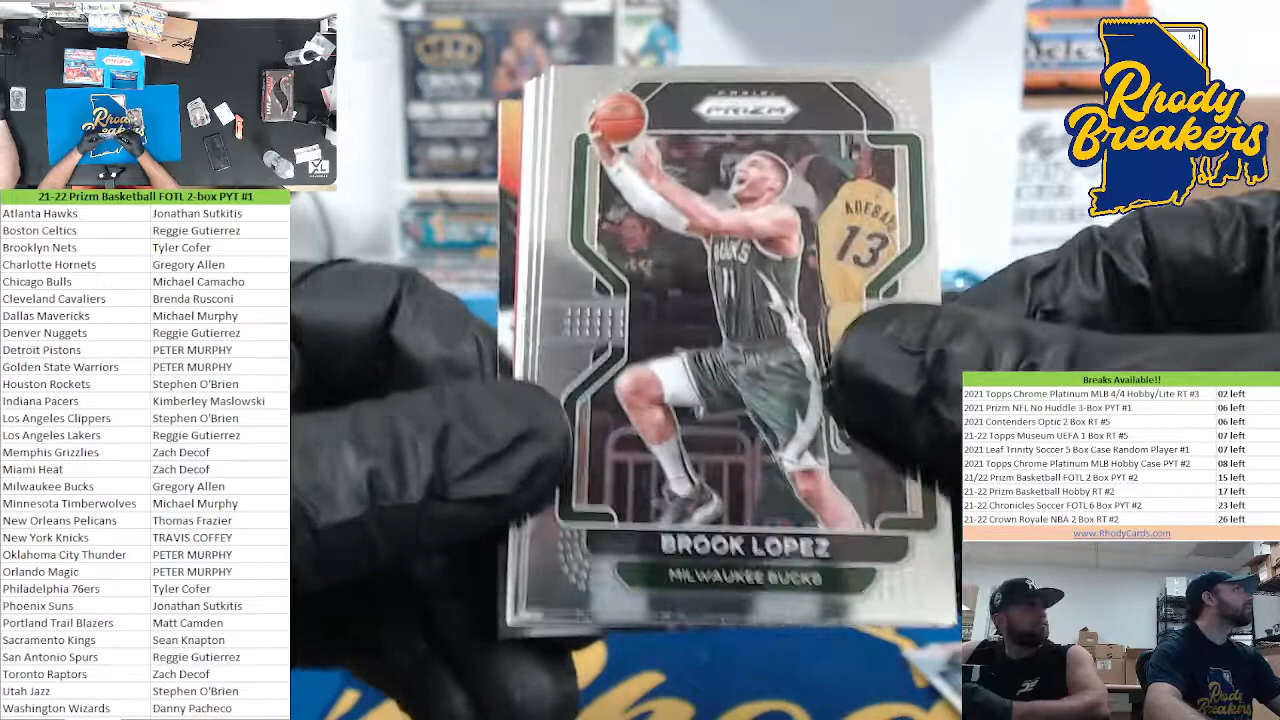 21-22 Prizm Basketball FOTL 2-box PYT #1
Atlanta Hawks Jonathan Sutkitis
Boston Celtics Reggie Gutierrez
Brooklyn Nets Tyler Cofer
Charlotte Hornets Gregory Allen
Chicago Bulls Michael Camacho
Cleveland Cavaliers Brenda Rusconi
Dallas Mavericks Michael Murphy
Denver Nuggets Reggie Gutierrez
Detroit Pistons PETER MURPHY
Golden State Warriors PETER MURPHY
Houston Rockets Stephen O'Brien
Indiana Pacers Kimberley Maslowski
Los Angeles Clippers Stephen O'Brien
Los Angeles Lakers Reggie Gutierrez
Memphis Grizzlies Zach Decof
Miami Heat Zach Decof
Milwaukee Bucks Gregory Allen
Minnesota Timberwolves Michael Murphy
New Orleans Pelicans Thomas Frazier
New York Knicks TRAVIS COFFEY
Oklahoma City Thunder PETER MURPHY
Orlando Magic PETER MURPHY
Philadelphia 76ers Tyler Cofer
Phoenix Suns Jonathan Sutkitis
Portland Trail Blazers Matt Camden
Sacramento Kings Sean Knapton
San Antonio Spurs Reggie Gutierrez
Toronto Raptors Zach Decof
Utah Jazz Stephen O'Brien
Washington Wizards Danny Pacheco
PRIZM
BUCKS
11
13
BROOK LOPEZ
MILWAUKEE BUCKS
1/1
Rhody
Breakers
Breaks Available!!
2021 Topps Chrome Platinum MLB 4/4 Hobby/Lite RT #3 02 left
2021 Prizm NFL No Huddle 3-Box PYT #1 06 left
2021 Contenders Optic 2 Box RT #5 06 left
21-22 Topps Museum UEFA 1 Box RT #5 07 left
2021 Leaf Trinity Soccer 5 Box Case Random Player #1 07 left
2021 Topps Chrome Platinum MLB Hobby Case PYT #2 08 left
21/22 Prizm Basketball FOTL 2 Box PYT #2 15 left
21-22 Prizm Basketball Hobby RT #2 17 left
21-22 Chronicles Soccer FOTL 6 Box PYT #2 23 left
21-22 Crown Royale NBA 2 Box RT #2 26 left
www.RhodyCards.com
Rhody
Breakers